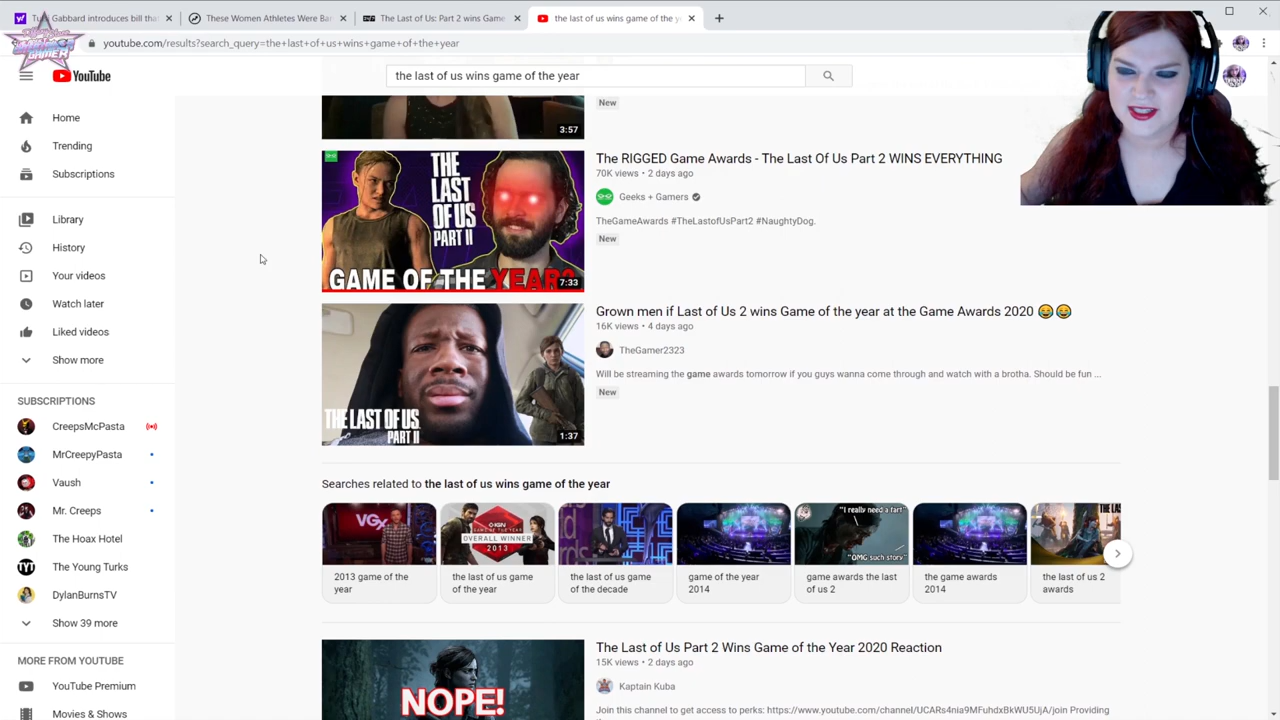 Tulsi Gabbard introduces bill tha
These Women Athletes Were Ba
The Last of Us: Part 2 wins Game
the last of us wins game of the ye
youtube.com/results?search_query=the+last+of+us+wins+game+of+the+year
YouTube
the last of us wins game of the year
Home
Trending
Subscriptions
Library
History
Your videos
Watch later
Liked videos
Show more
SUBSCRIPTIONS
CreepsMcPasta
MrCreepyPasta
Vaush
Mr. Creeps
The Hoax Hotel
TYT
The Young Turks
DylanBurnsTV
Show 39 more
MORE FROM YOUTUBE
YouTube Premium
Movies & Shows
3:57
New
THE LAST OF US PART II
GAME OF THE YEAR?
7:33
The RIGGED Game Awards - The Last Of Us Part 2 WINS EVERYTHING
70K views • 2 days ago
Geeks + Gamers
TheGameAwards #TheLastofUsPart2 #NaughtyDog.
New
THE LAST OF US
PART II
1:37
Grown men if Last of Us 2 wins Game of the year at the Game Awards 2020 😂😂
16K views • 4 days ago
TheGamer2323
Will be streaming the game awards tomorrow if you guys wanna come through and watch with a brotha. Should be fun ...
New
Searches related to the last of us wins game of the year
VGX
IGN
OVERALL WINNER
2013
"I really need a fart"
"OMG such story"
THE LAS
2013 game of the
year
the last of us game
of the year
the last of us game
of the decade
game of the year
2014
game awards the last
of us 2
the game awards
2014
the last of us 2
awards
NOPE!
The Last of Us Part 2 Wins Game of the Year 2020 Reaction
15K views • 2 days ago
Kaptain Kuba
Join this channel to get access to perks: https://www.youtube.com/channel/UCARs4nia9MFuhdxBkWU5UjA/join Providing